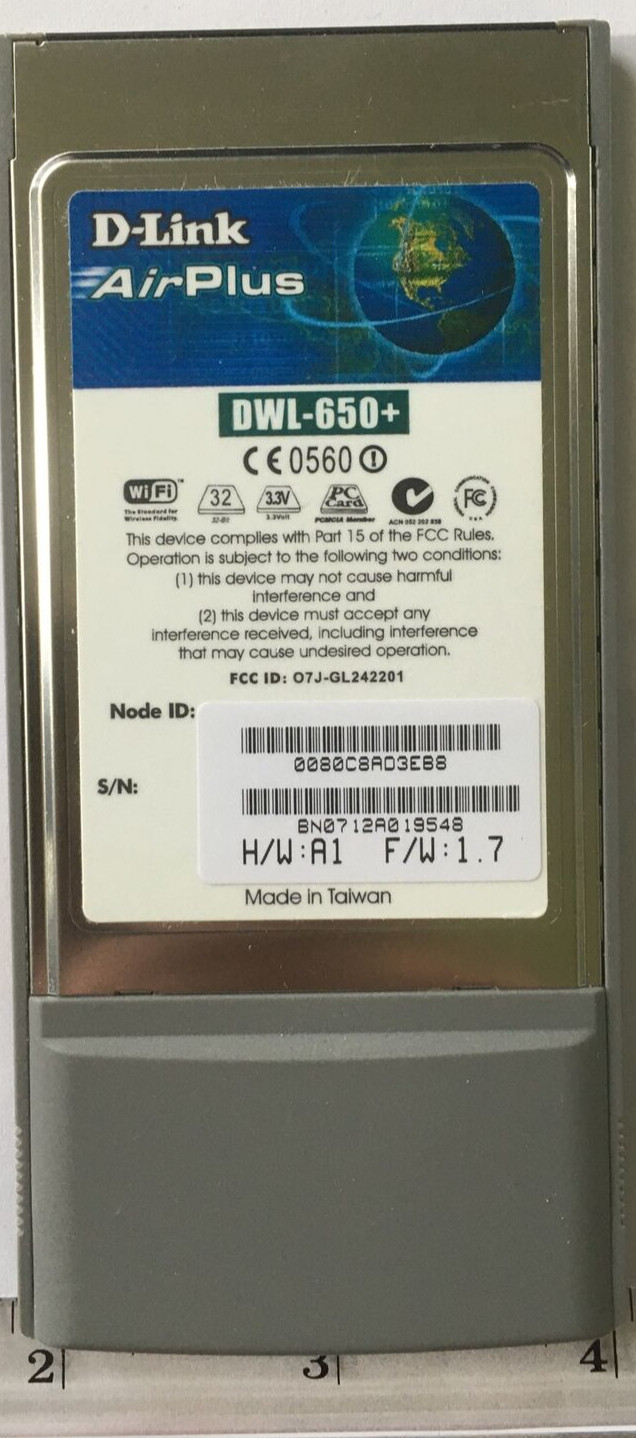 D-Link
AirPlus
DWL-650+
CE0560
WiFi™ 32 3.3V PC Card FC
The Standard for Wireless Fidelity. 32-Bit 3.3Volt PCMCIA Member
This device complies with Part 15 of the FCC Rules.
Operation is subject to the following two conditions:
(1) this device may not cause harmful
interference and
(2) this device must accept any
interference received, including interference
that may cause undesired operation.
FCC ID: O7J-GL242201
Node ID:
0080C8AD3EB8
S/N:
BN0712A019548
H/W:A1 F/W:1.7
Made in Taiwan
2 3 4